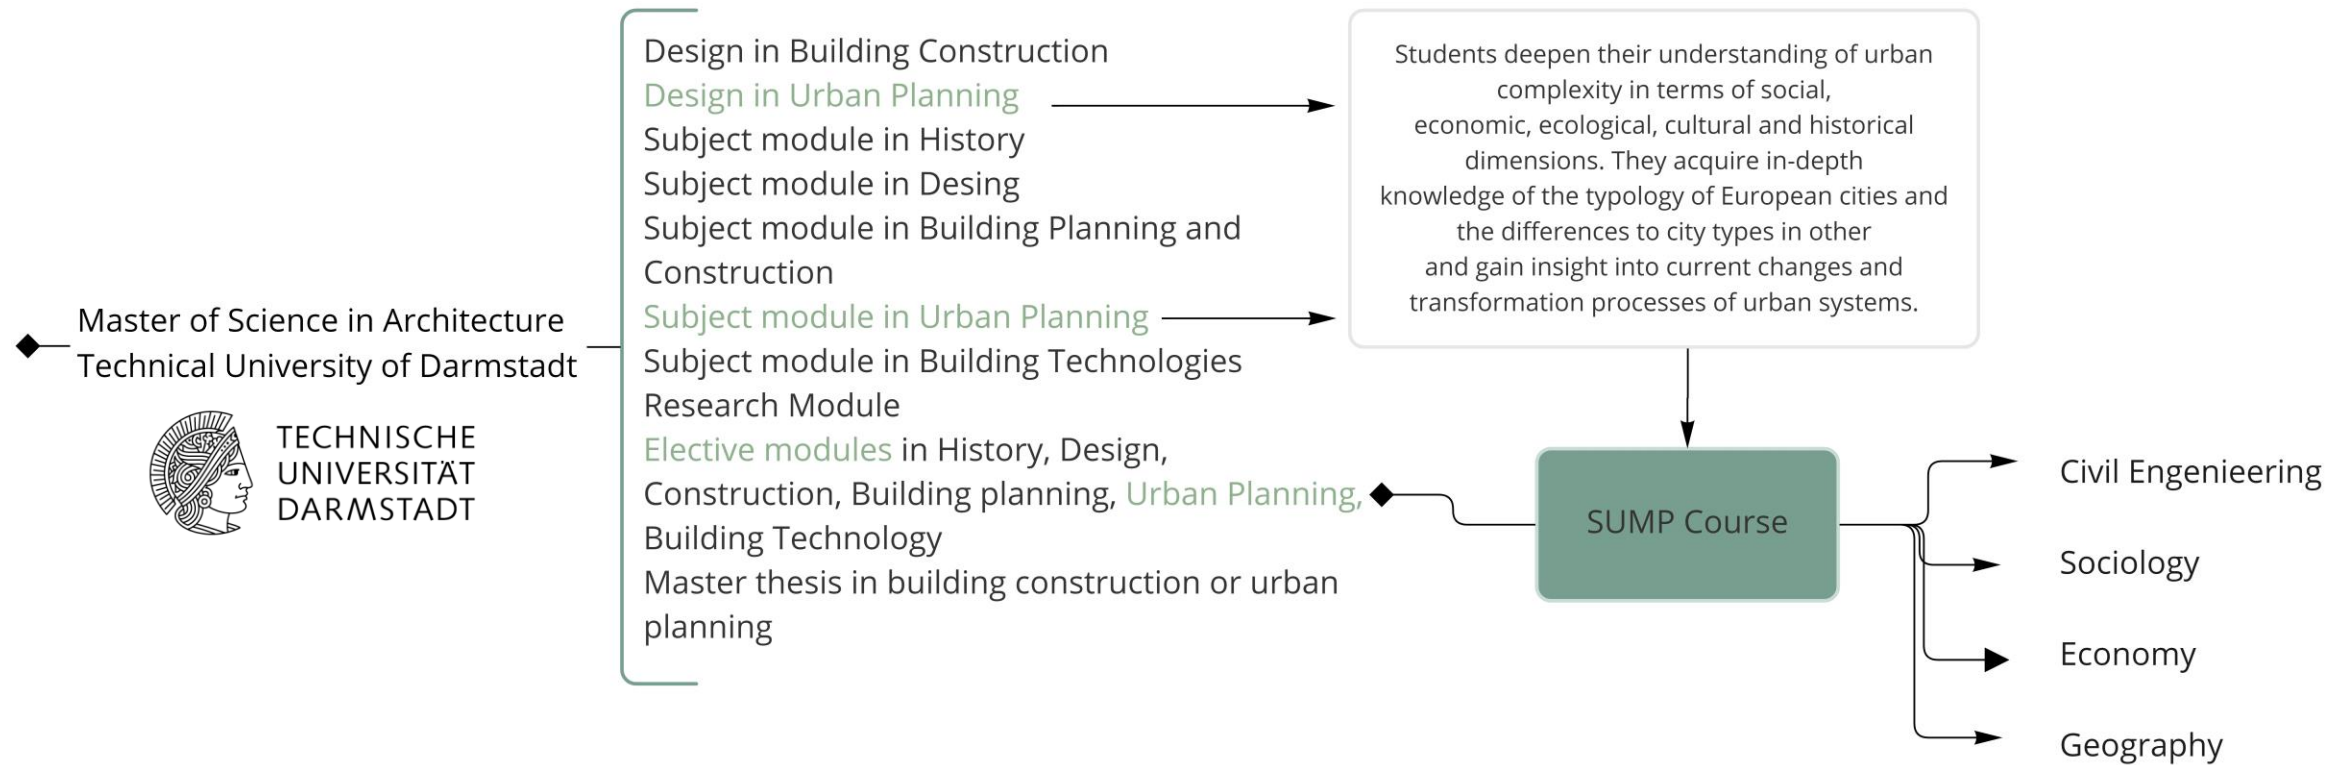 Master of Science in Architecture
Technical University of Darmstadt
TECHNISCHE
UNIVERSITÄT
DARMSTADT
Design in Building Construction
Design in Urban Planning
Subject module in History
Subject module in Desing
Subject module in Building Planning and
Construction
Subject module in Urban Planning
Subject module in Building Technologies
Research Module
Elective modules in History, Design,
Construction, Building planning, Urban Planning,
Building Technology
Master thesis in building construction or urban
planning
Students deepen their understanding of urban
complexity in terms of social,
economic, ecological, cultural and historical
dimensions. They acquire in-depth
knowledge of the typology of European cities and
the differences to city types in other
and gain insight into current changes and
transformation processes of urban systems.
SUMP Course
Civil Engenieering
Sociology
Economy
Geography